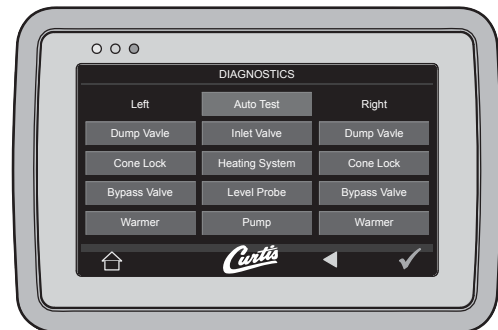 DIAGNOSTICS
Left Auto Test Right
Dump Vavle Inlet Valve Dump Vavle
Cone Lock Heating System Cone Lock
Bypass Valve Level Probe Bypass Valve
Warmer Pump Warmer
Curtis